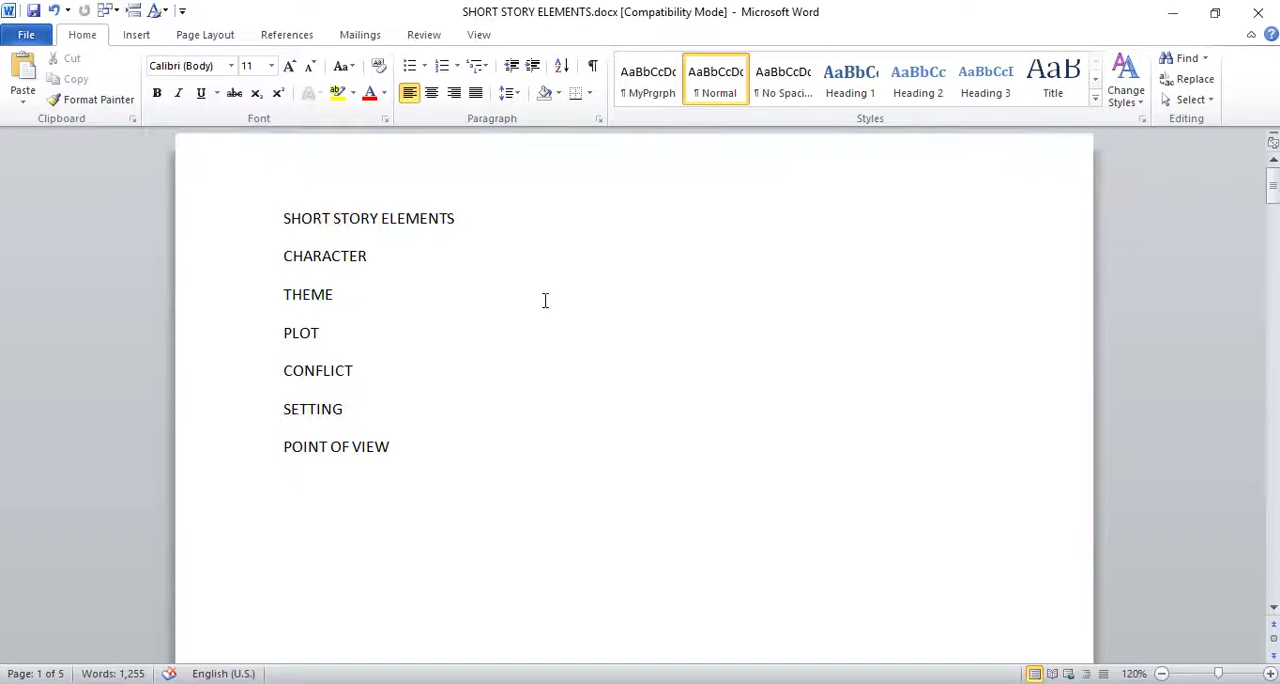 SHORT STORY ELEMENTS.docx [Compatibility Mode] - Microsoft Word
File Home Insert Page Layout References Mailings Review View
Cut
Copy
Paste
Format Painter
Clipboard
Calibri (Body) 11
Font
Paragraph
AaBbCcDc AaBbCcDc AaBbCcDc AaBbC AaBbCc AaBbCcD AaB
¶ MyPrgrph ¶ Normal ¶ No Spaci... Heading 1 Heading 2 Heading 3 Title
Change
Styles
Styles
Find
Replace
Select
Editing
SHORT STORY ELEMENTS
CHARACTER
THEME
PLOT
CONFLICT
SETTING
POINT OF VIEW
Page: 1 of 5 Words: 1,255 English (U.S.) 120%